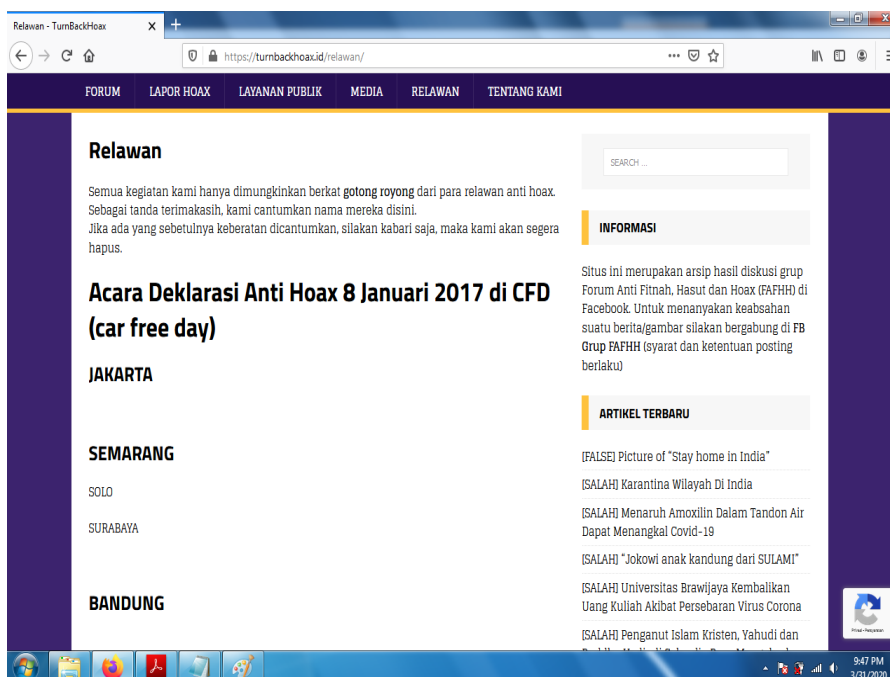 Relawan - TurnBackHoax
https://turnbackhoax.id/relawan/
FORUM LAPOR HOAX LAYANAN PUBLIK MEDIA RELAWAN TENTANG KAMI
Relawan
Semua kegiatan kami hanya dimungkinkan berkat gotong royong dari para relawan anti hoax.
Sebagai tanda terimakasih, kami cantumkan nama mereka disini.
Jika ada yang sebetulnya keberatan dicantumkan, silakan kabari saja, maka kami akan segera
hapus.
Acara Deklarasi Anti Hoax 8 Januari 2017 di CFD
(car free day)
JAKARTA
SEMARANG
SOLO
SURABAYA
BANDUNG
SEARCH ...
INFORMASI
Situs ini merupakan arsip hasil diskusi grup
Forum Anti Fitnah, Hasut dan Hoax (FAFHH) di
Facebook. Untuk menanyakan keabsahan
suatu berita/gambar silakan bergabung di FB
Grup FAFHH (syarat dan ketentuan posting
berlaku)
ARTIKEL TERBARU
[FALSE] Picture of "Stay home in India"
[SALAH] Karantina Wilayah Di India
[SALAH] Menaruh Amoxilin Dalam Tandon Air
Dapat Menangkal Covid-19
[SALAH] "Jokowi anak kandung dari SULAMI"
[SALAH] Universitas Brawijaya Kembalikan
Uang Kuliah Akibat Persebaran Virus Corona
[SALAH] Penganut Islam Kristen, Yahudi dan
9:47 PM
3/31/2020